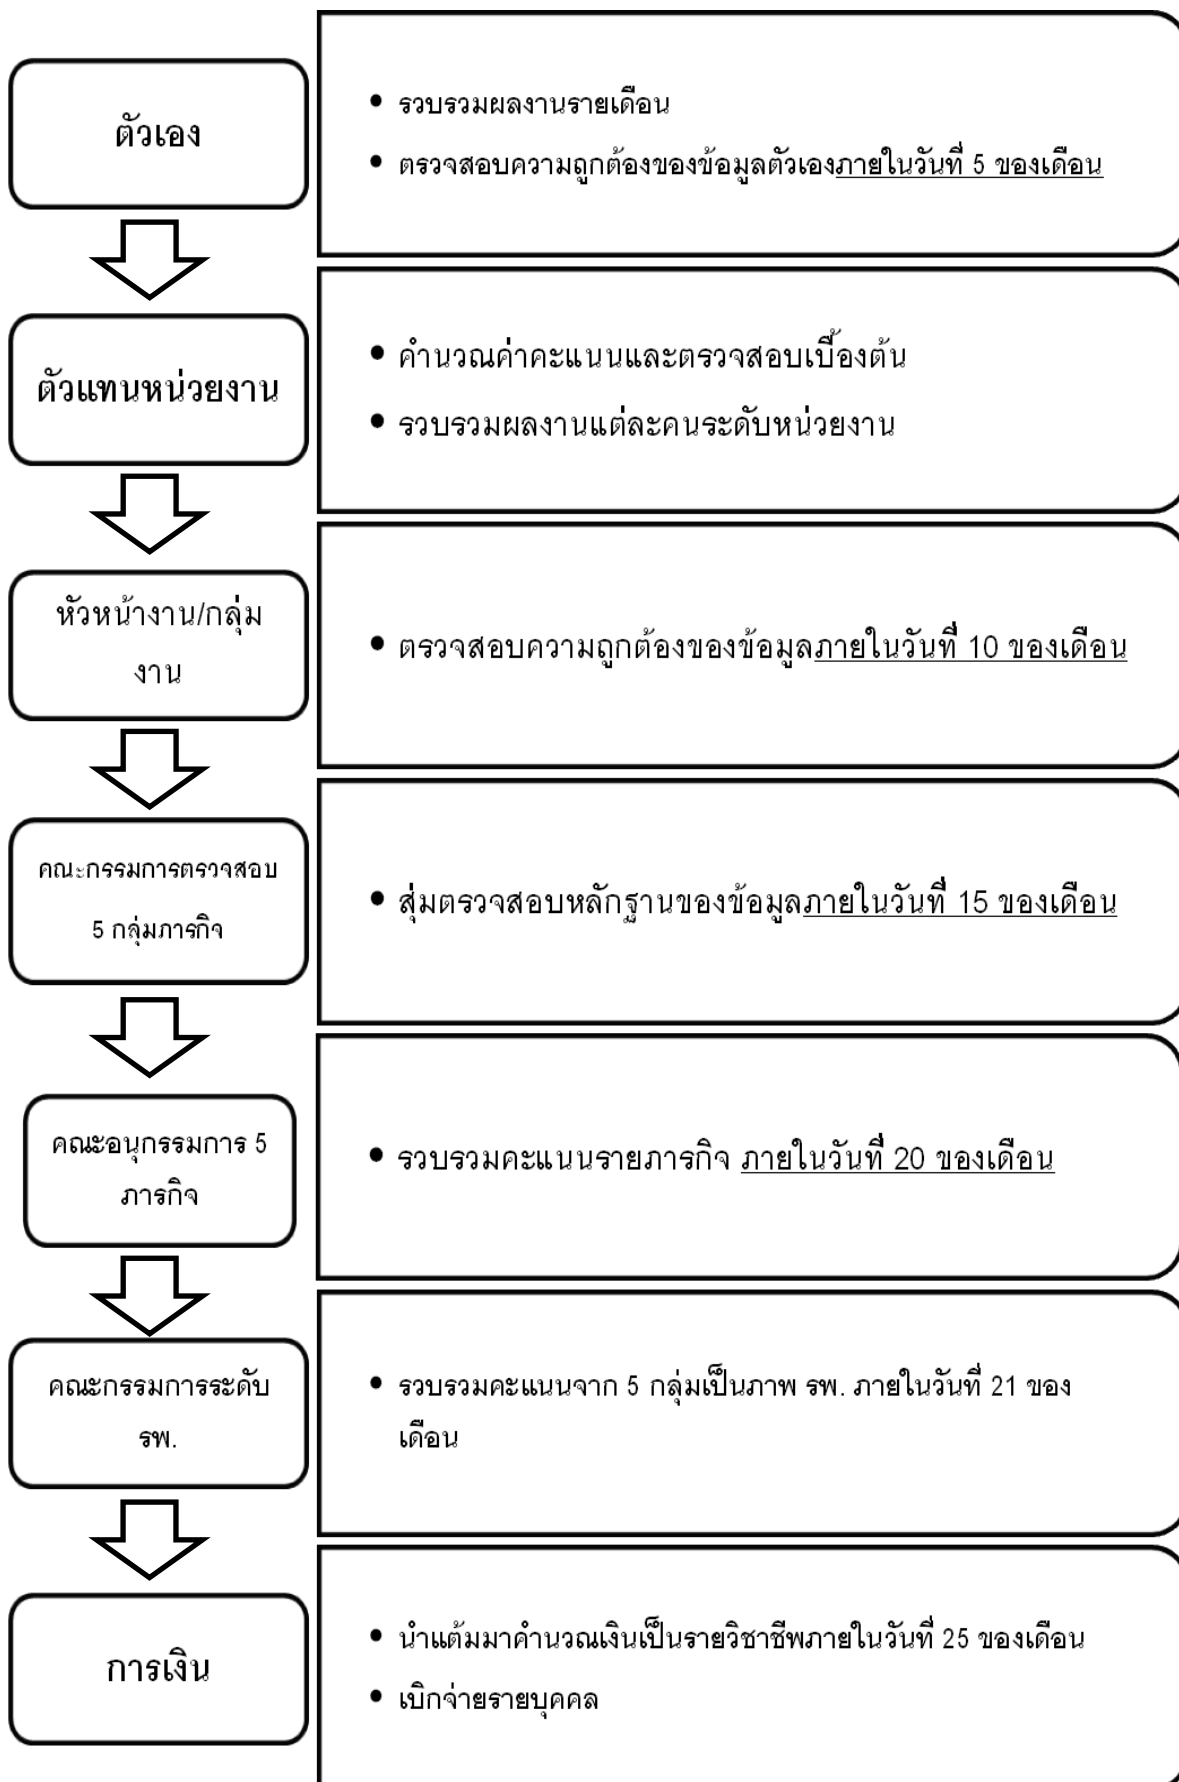 ตัวเอง
• รวบรวมผลงานรายเดือน
• ตรวจสอบความถูกต้องของข้อมูลตัวเองภายในวันที่ 5 ของเดือน
ตัวแทนหน่วยงาน
• คำนวณค่าคะแนนและตรวจสอบเบื้องต้น
• รวบรวมผลงานแต่ละคนระดับหน่วยงาน
หัวหน้างาน/กลุ่ม
งาน
• ตรวจสอบความถูกต้องของข้อมูลภายในวันที่ 10 ของเดือน
คณะกรรมการตรวจสอบ
5 กลุ่มภารกิจ
• สุ่มตรวจสอบหลักฐานของข้อมูลภายในวันที่ 15 ของเดือน
คณะอนุกรรมการ 5
ภารกิจ
• รวบรวมคะแนนรายภารกิจ ภายในวันที่ 20 ของเดือน
คณะกรรมการระดับ
รพ.
• รวบรวมคะแนนจาก 5 กลุ่มเป็นภาพ รพ. ภายในวันที่ 21 ของ
เดือน
การเงิน
• นำแต้มมาคำนวณเงินเป็นรายวิชาชีพภายในวันที่ 25 ของเดือน
• เบิกจ่ายรายบุคคล